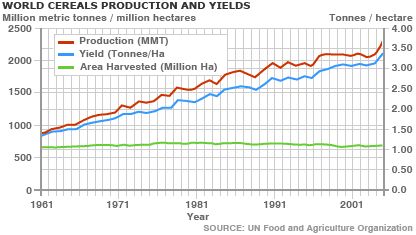 WORLD CEREALS PRODUCTION AND YIELDS
Million metric tonnes / million hectares Tonnes / hectare
2500 4.00
Production (MMT)
3.50
Yield (Tonnes/Ha
2000 3.00
Area Harvested (Million Ha)
2.50
1500
2.00
1000 1.50
1.00
500
0.50
0 0.00
1961 1971 1981 1991 2001
Year
SOURCE: UN Food and Agriculture Organization